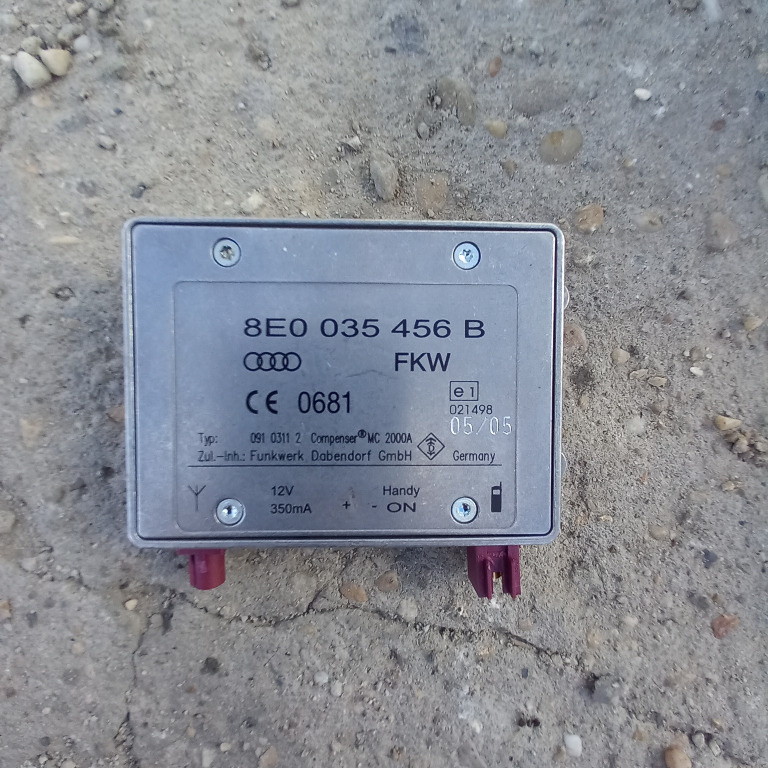 8E0 035 456 B
FKW
CE 0681
e1
021498
05/05
Typ: 091 0311 2 Compenser® MC 2000A
Zul.-Inh.: Funkwerk Dabendorf GmbH Germany
12V Handy
350mA + - ON